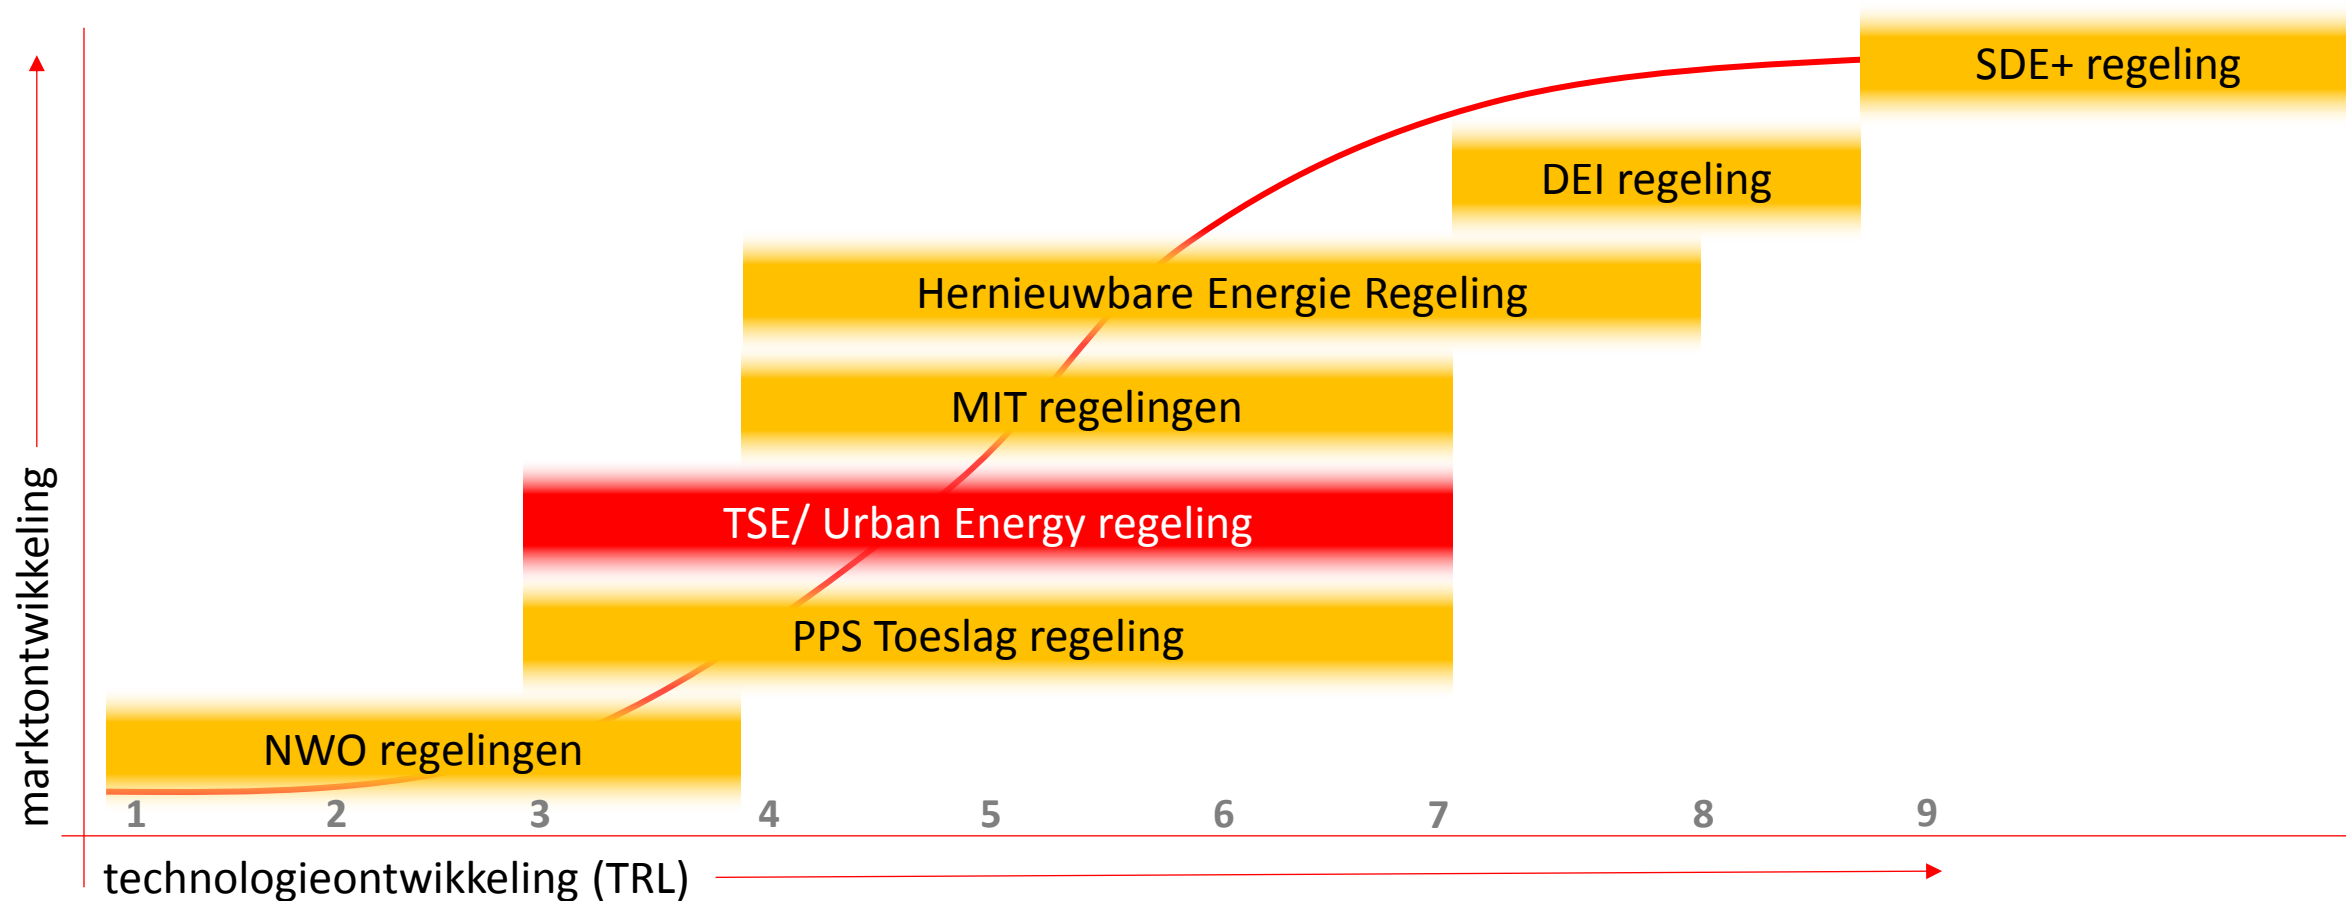 SDE+ regeling
DEI regeling
Hernieuwbare Energie Regeling
MIT regelingen
TSE/ Urban Energy regeling
PPS Toeslag regeling
NWO regelingen
marktontwikkeling
1 2 3 4 5 6 7 8 9
technologieontwikkeling (TRL)